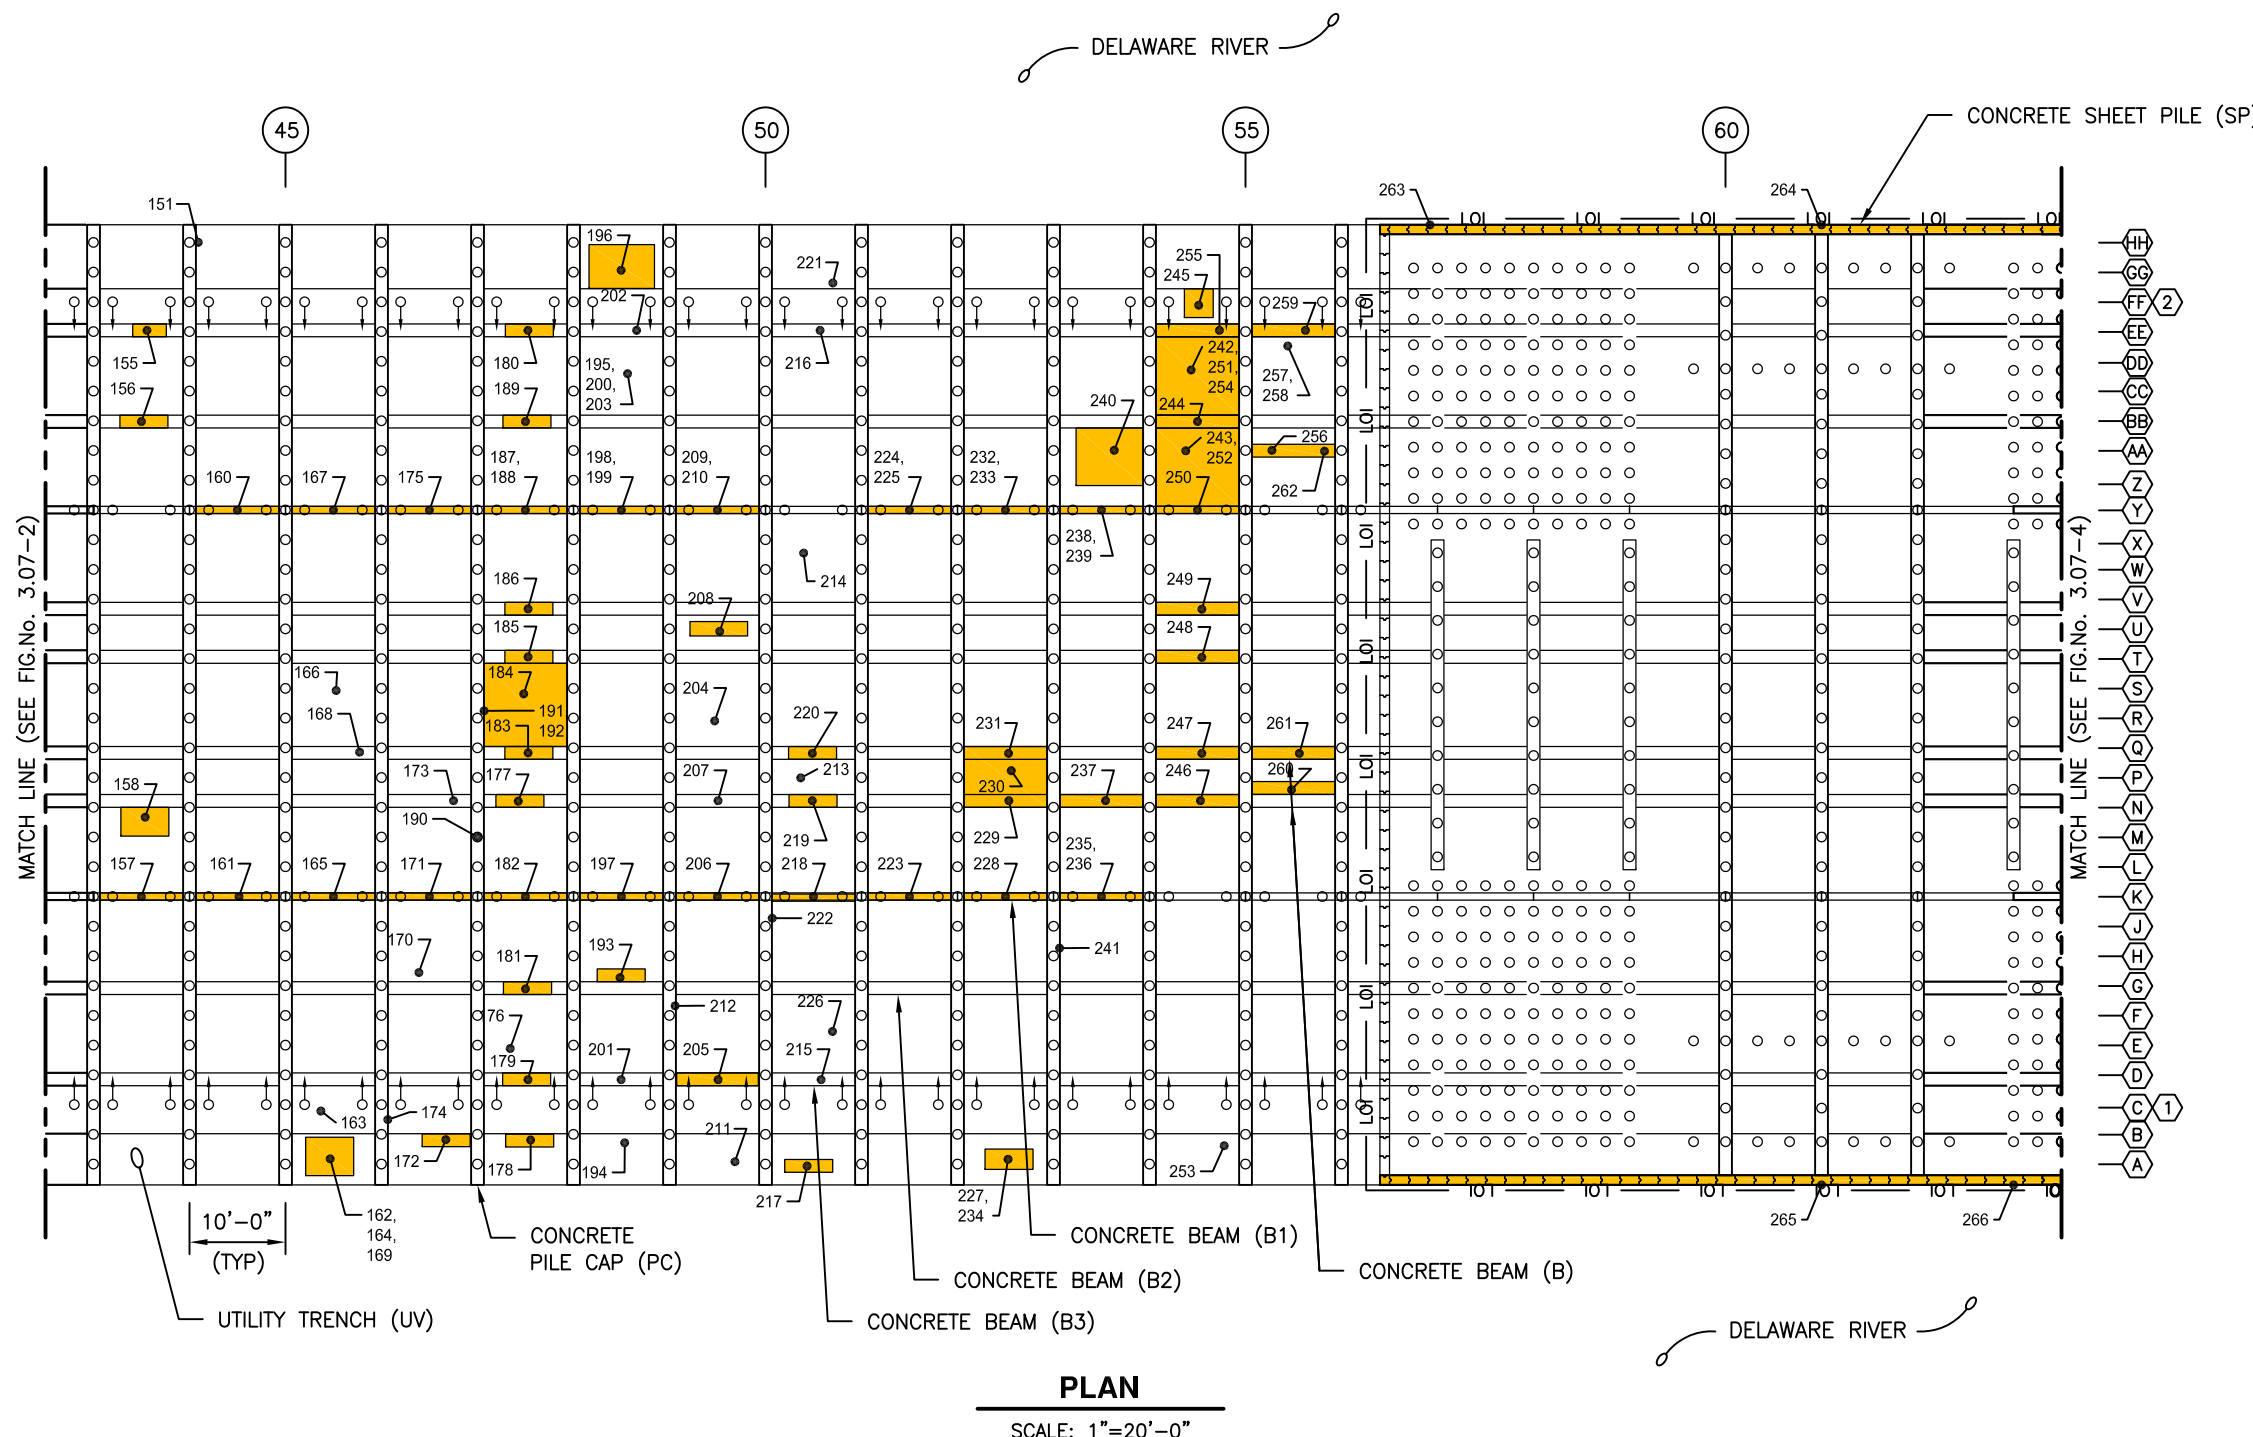 DELAWARE RIVER
45
50
55
60
CONCRETE SHEET PILE (SP)
151
196
221
255
245
263
264
202
259
155
180
195,
200,
203
216
242,
251,
254
257,
258
156
189
240
244
243,
252
256
262
160
167
175
187,
188
198,
199
209,
210
224,
225
232,
233
250
238,
239
214
186
208
249
185
248
166
168
184
191
192
183
204
220
231
247
261
158
173
177
207
213
230
237
246
260
190
219
229
157
161
165
171
182
197
206
218
223
228
235,
236
222
170
181
193
241
212
226
76
179
201
205
215
163
174
172
178
194
211
217
227,
234
253
265
266
162,
164,
169
HH
GG
FF
2
EE
DD
CC
BB
AA
Z
Y
X
W
V
U
T
S
R
Q
P
N
M
L
K
J
H
G
F
E
D
C
1
B
A
MATCH LINE (SEE FIG.No. 3.07-2)
MATCH LINE (SEE FIG.No. 3.07-4)
LOI
LOI
LOI
LOI
LOI
LOI
LOI
LOI
10'-0"
(TYP)
CONCRETE
PILE CAP (PC)
CONCRETE BEAM (B1)
CONCRETE BEAM (B2)
CONCRETE BEAM (B)
CONCRETE BEAM (B3)
UTILITY TRENCH (UV)
DELAWARE RIVER
PLAN
SCALE: 1"=20'-0"